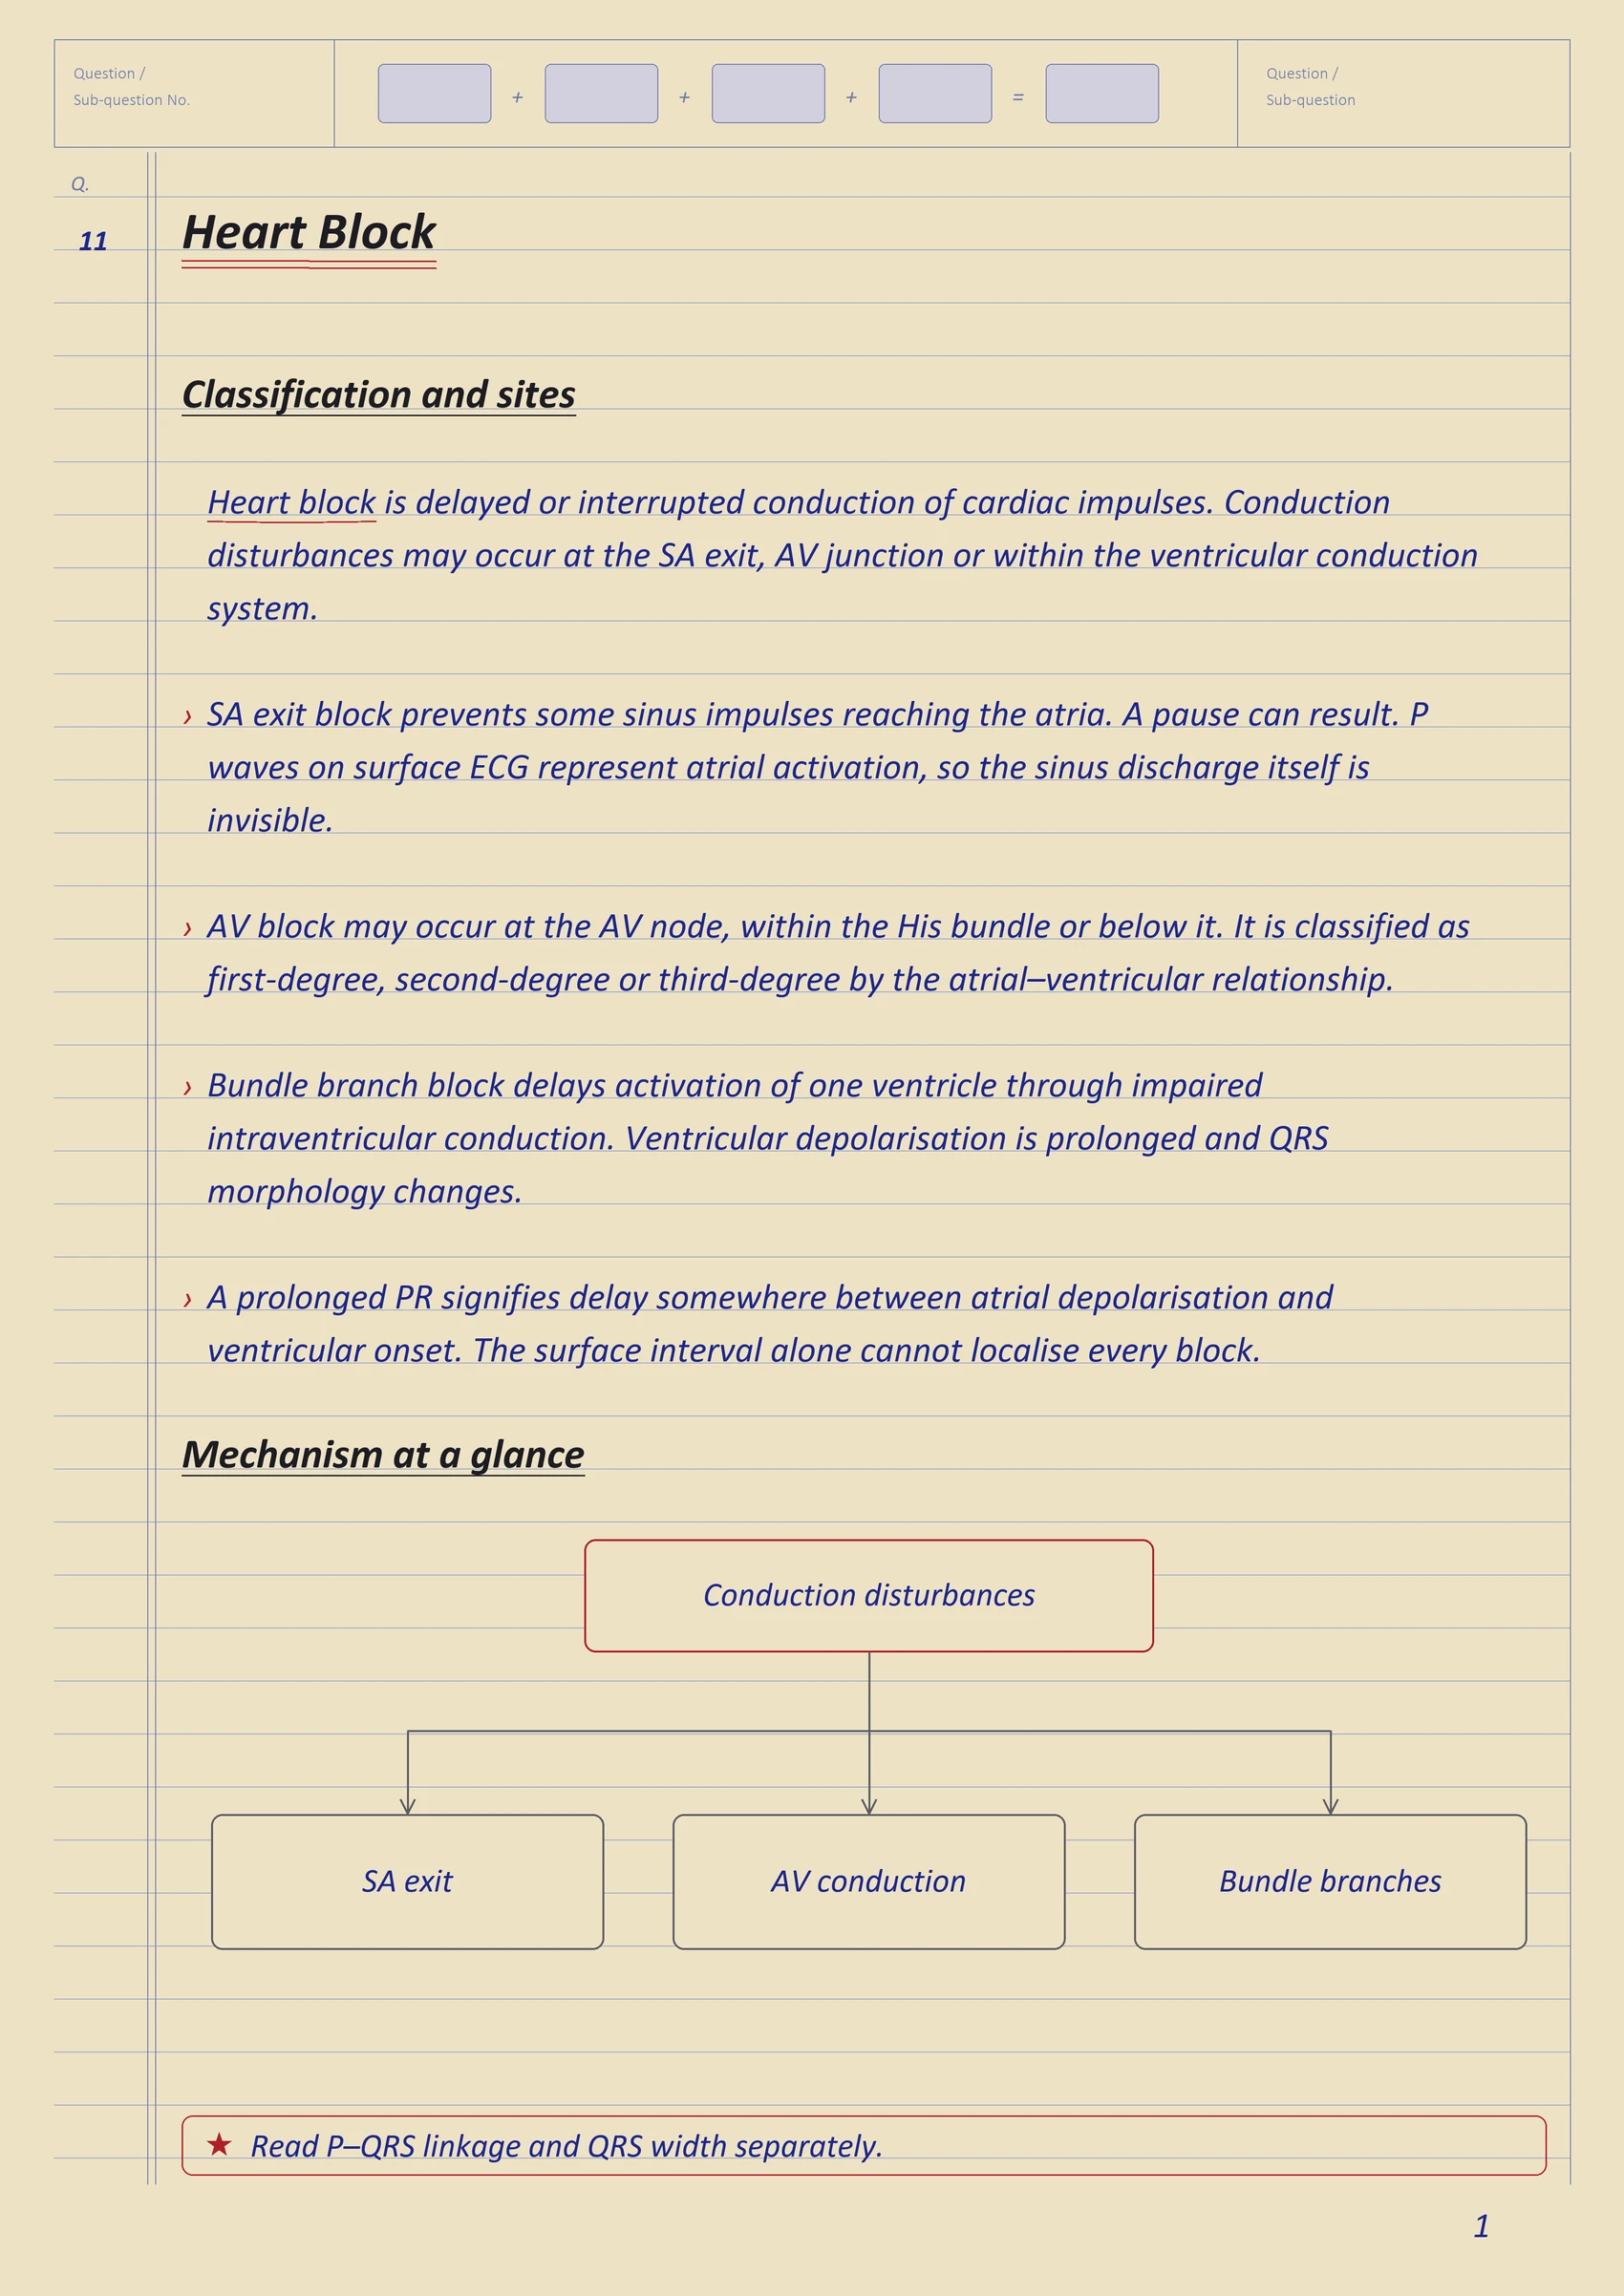 Question /
Sub-question No.
+ + + =
Question /
Sub-question
Q.
11
Heart Block
Classification and sites
Heart block is delayed or interrupted conduction of cardiac impulses. Conduction
disturbances may occur at the SA exit, AV junction or within the ventricular conduction
system.
› SA exit block prevents some sinus impulses reaching the atria. A pause can result. P
waves on surface ECG represent atrial activation, so the sinus discharge itself is
invisible.
› AV block may occur at the AV node, within the His bundle or below it. It is classified as
first-degree, second-degree or third-degree by the atrial–ventricular relationship.
› Bundle branch block delays activation of one ventricle through impaired
intraventricular conduction. Ventricular depolarisation is prolonged and QRS
morphology changes.
› A prolonged PR signifies delay somewhere between atrial depolarisation and
ventricular onset. The surface interval alone cannot localise every block.
Mechanism at a glance
Conduction disturbances
SA exit
AV conduction
Bundle branches
★ Read P–QRS linkage and QRS width separately.
1